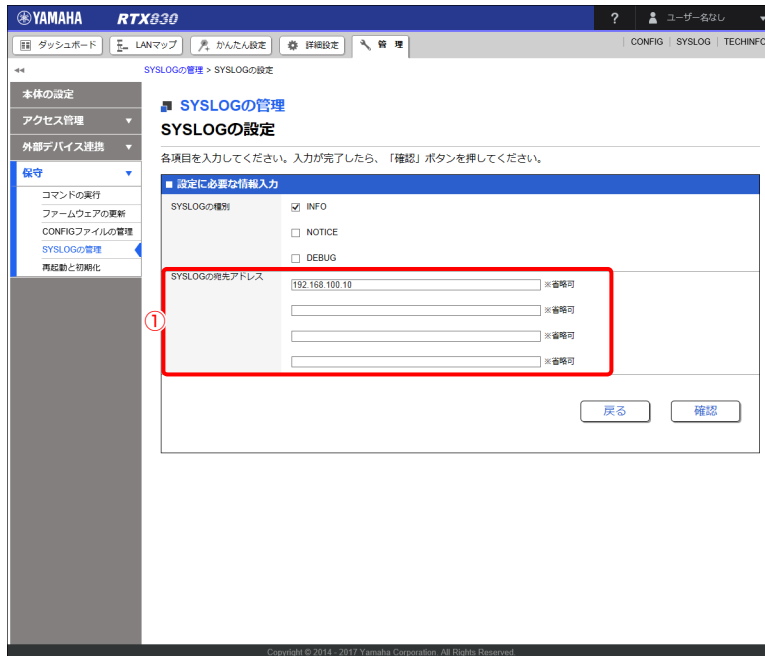 YAMAHA RTX830 ? ユーザー名なし
ダッシュボード LANマップ かんたん設定 詳細設定 管 理 CONFIG SYSLOG TECHINFO
SYSLOGの管理 > SYSLOGの設定
本体の設定
アクセス管理
外部デバイス連携
保守
コマンドの実行
ファームウェアの更新
CONFIGファイルの管理
SYSLOGの管理
再起動と初期化
SYSLOGの管理
SYSLOGの設定
各項目を入力してください。入力が完了したら、「確認」ボタンを押してください。
■ 設定に必要な情報入力
SYSLOGの種別 INFO
NOTICE
DEBUG
SYSLOGの宛先アドレス 192.168.100.10 ※省略可
① ※省略可
※省略可
※省略可
戻る 確認
Copyright © 2014 - 2017 Yamaha Corporation. All Rights Reserved.